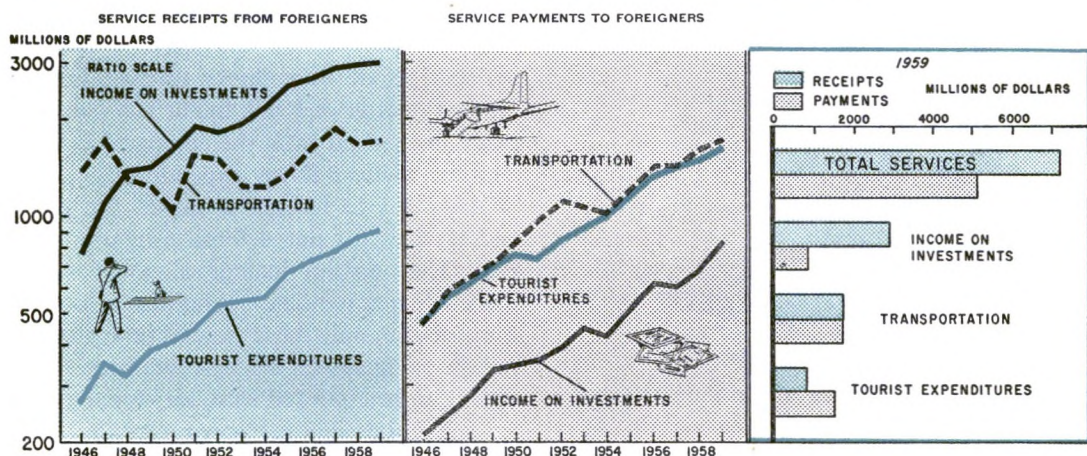 SERVICE RECEIPTS FROM FOREIGNERS
SERVICE PAYMENTS TO FOREIGNERS
MILLIONS OF DOLLARS
3000
1000
500
200
RATIO SCALE
INCOME ON INVESTMENTS
TRANSPORTATION
TOURIST EXPENDITURES
1946 1948 1950 1952 1954 1956 1958
TRANSPORTATION
TOURIST
EXPENDITURES
INCOME ON INVESTMENTS
1946 1948 1950 1952 1954 1956 1958
1959
RECEIPTS
PAYMENTS
MILLIONS OF DOLLARS
0 2000 4000 6000
TOTAL SERVICES
INCOME ON
INVESTMENTS
TRANSPORTATION
TOURIST EXPENDITURES